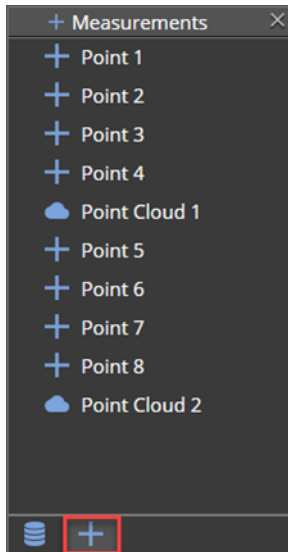 Measurements
Point 1
Point 2
Point 3
Point 4
Point Cloud 1
Point 5
Point 6
Point 7
Point 8
Point Cloud 2